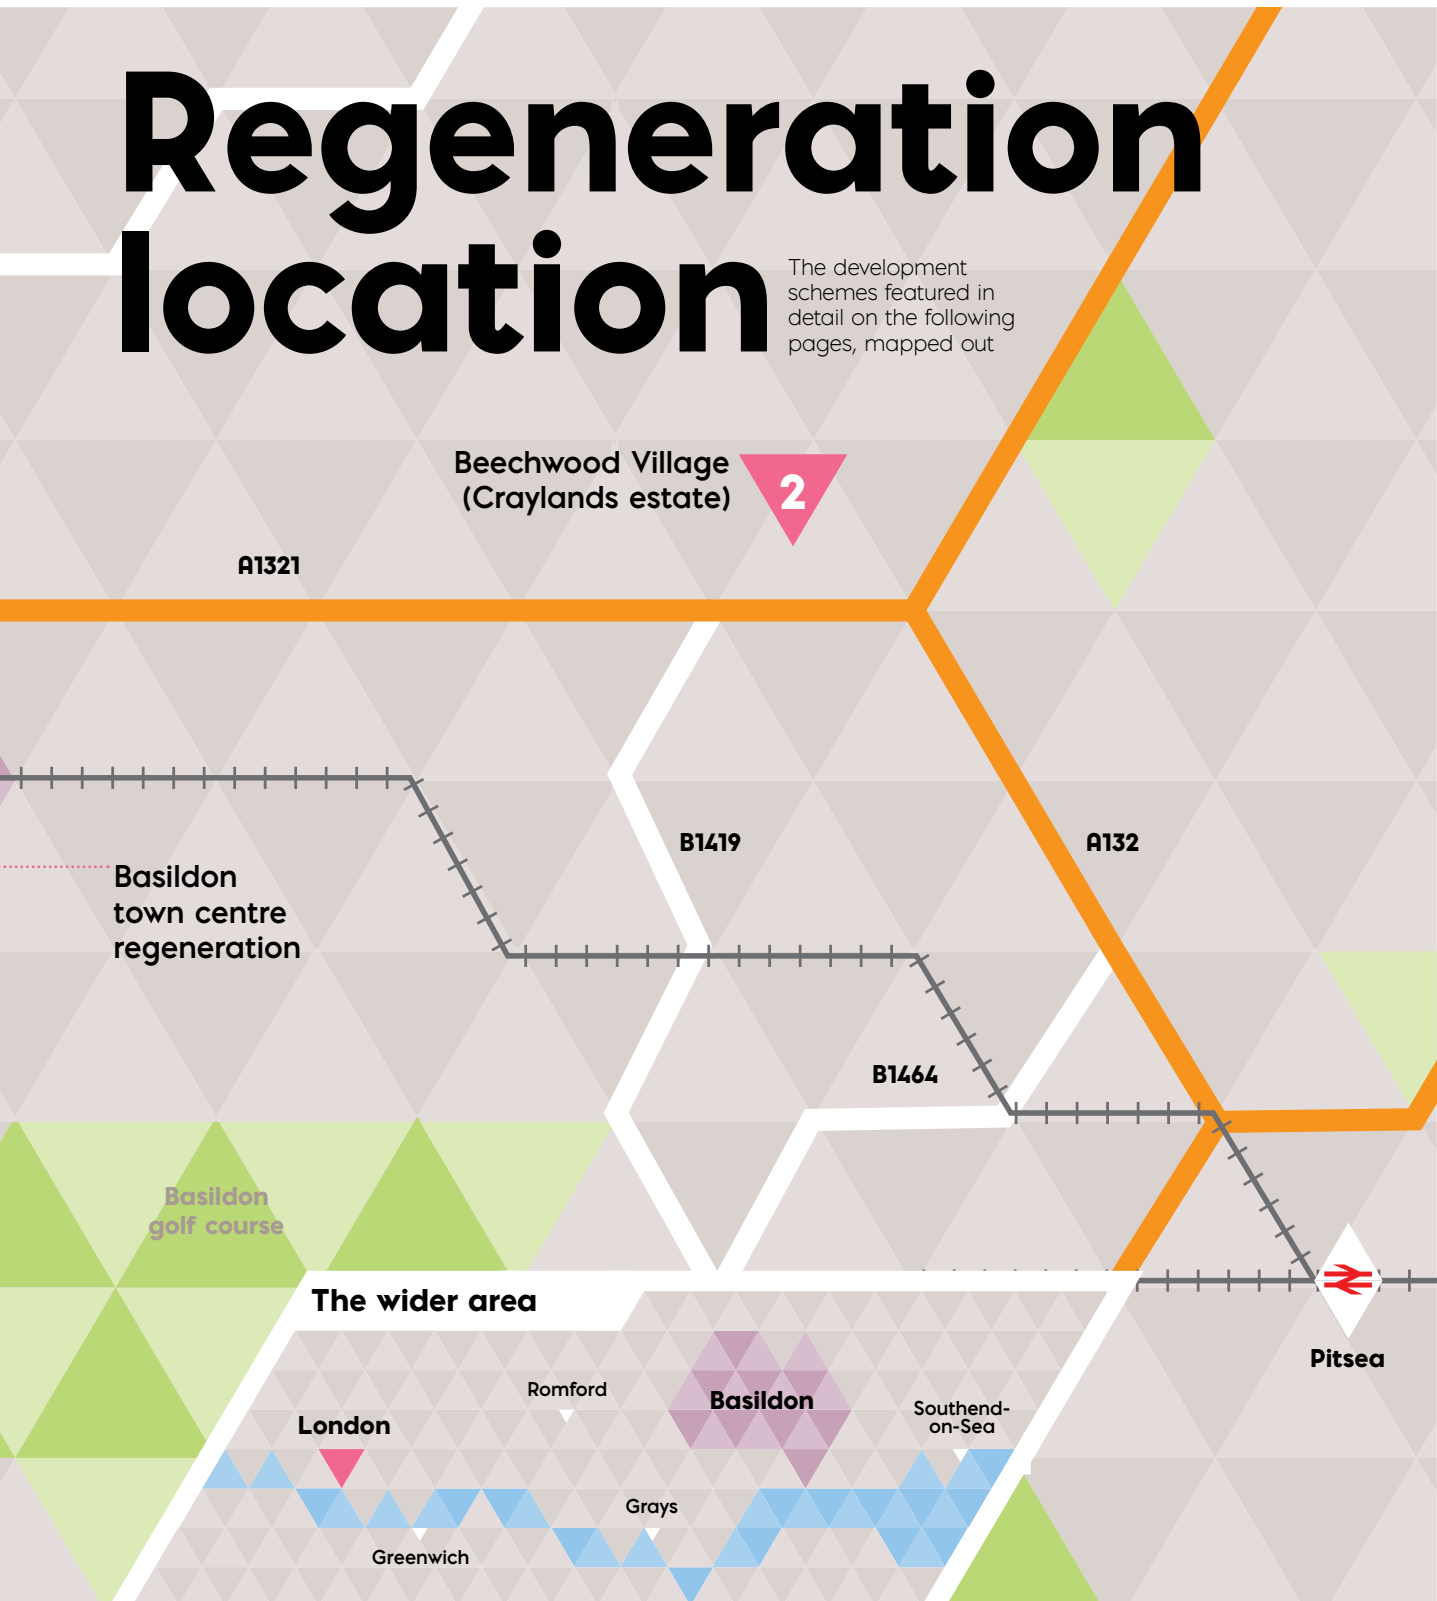 Regeneration
location
The development
schemes featured in
detail on the following
pages, mapped out
Beechwood Village
(Craylands estate)
2
A1321
B1419
A132
Basildon
town centre
regeneration
B1464
Basildon
golf course
The wider area
Pitsea
Romford
Basildon
London
Southend-
on-Sea
Grays
Greenwich